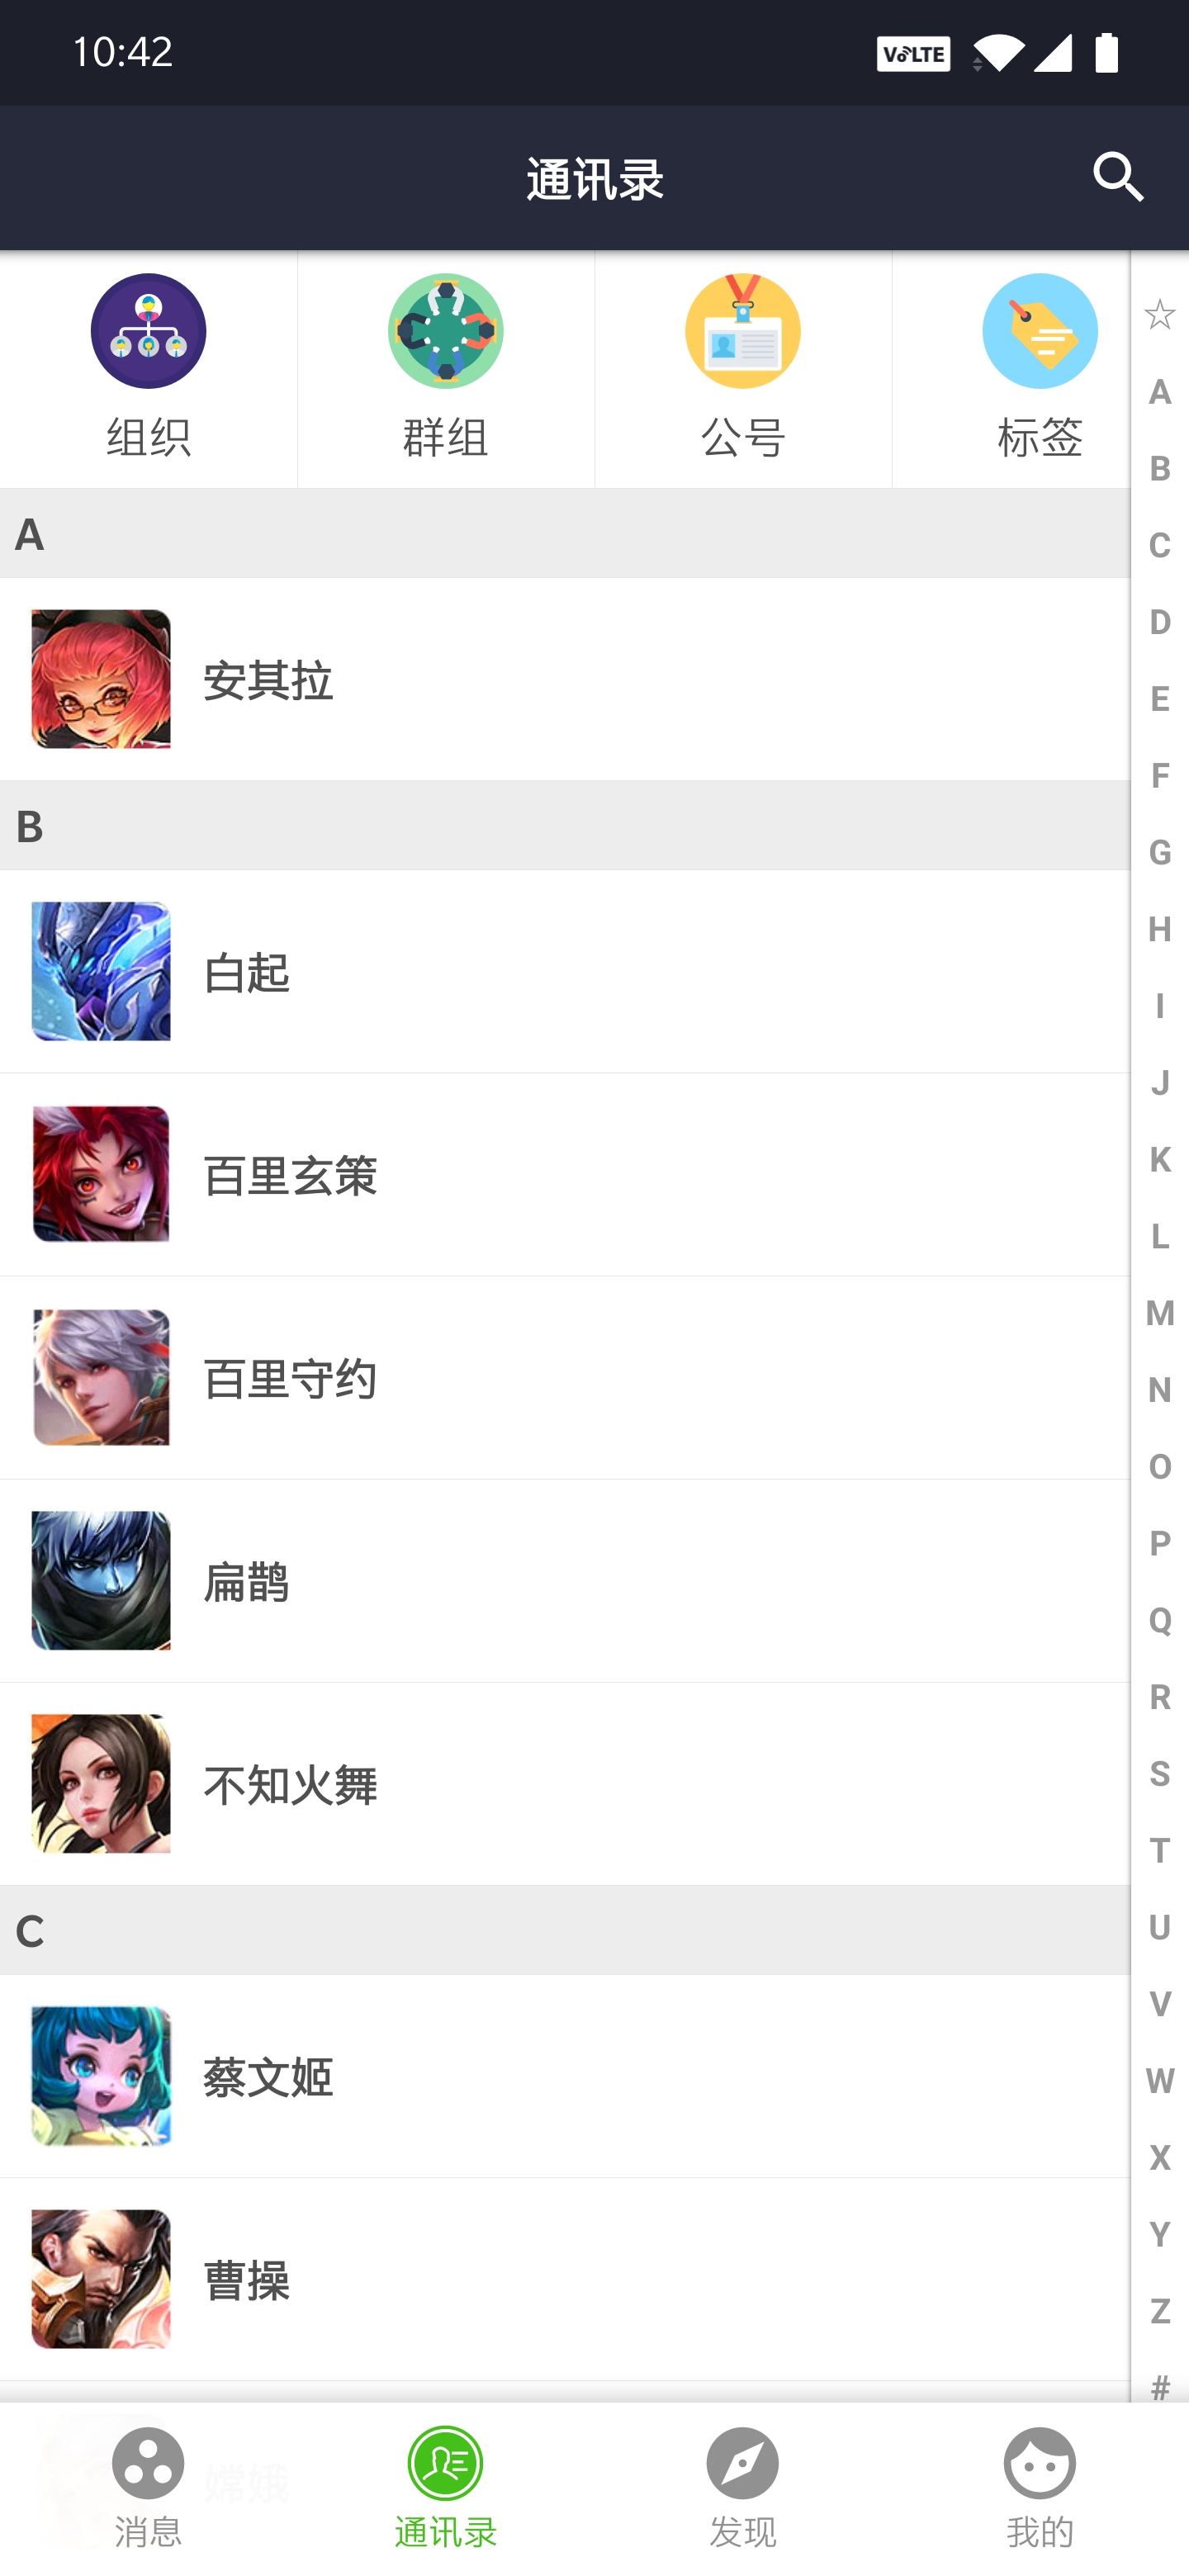 10:42
VoLTE
通讯录
组织
群组
公号
标签
☆
A
B
C
D
E
F
G
H
I
J
K
L
M
N
O
P
Q
R
S
T
U
V
W
X
Y
Z
#
A
安其拉
B
白起
百里玄策
百里守约
扁鹊
不知火舞
C
蔡文姬
曹操
嫦娥
消息
通讯录
发现
我的